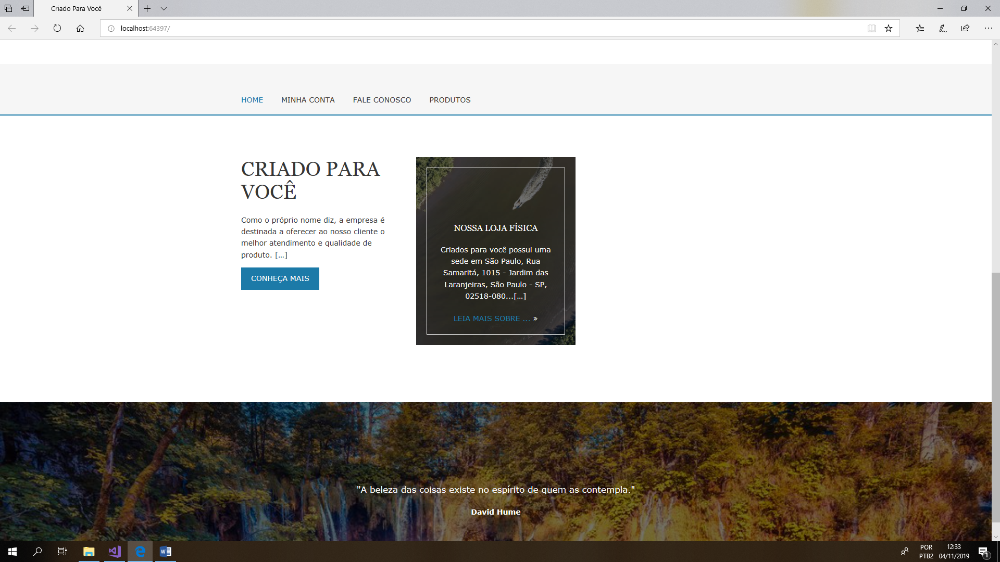 Criado Para Você
localhost:64397/
HOME MINHA CONTA FALE CONOSCO PRODUTOS
CRIADO PARA
VOCÊ
Como o próprio nome diz, a empresa é
destinada a oferecer ao nosso cliente o
melhor atendimento e qualidade de
produto. [...]
CONHEÇA MAIS
NOSSA LOJA FÍSICA
Criados para você possui uma
sede em São Paulo, Rua
Samaritá, 1015 - Jardim das
Laranjeiras, São Paulo - SP,
02518-080...[...]
LEIA MAIS SOBRE ... »
"A beleza das coisas existe no espírito de quem as contempla."
David Hume
POR
PTB2
12:33
04/11/2019
1